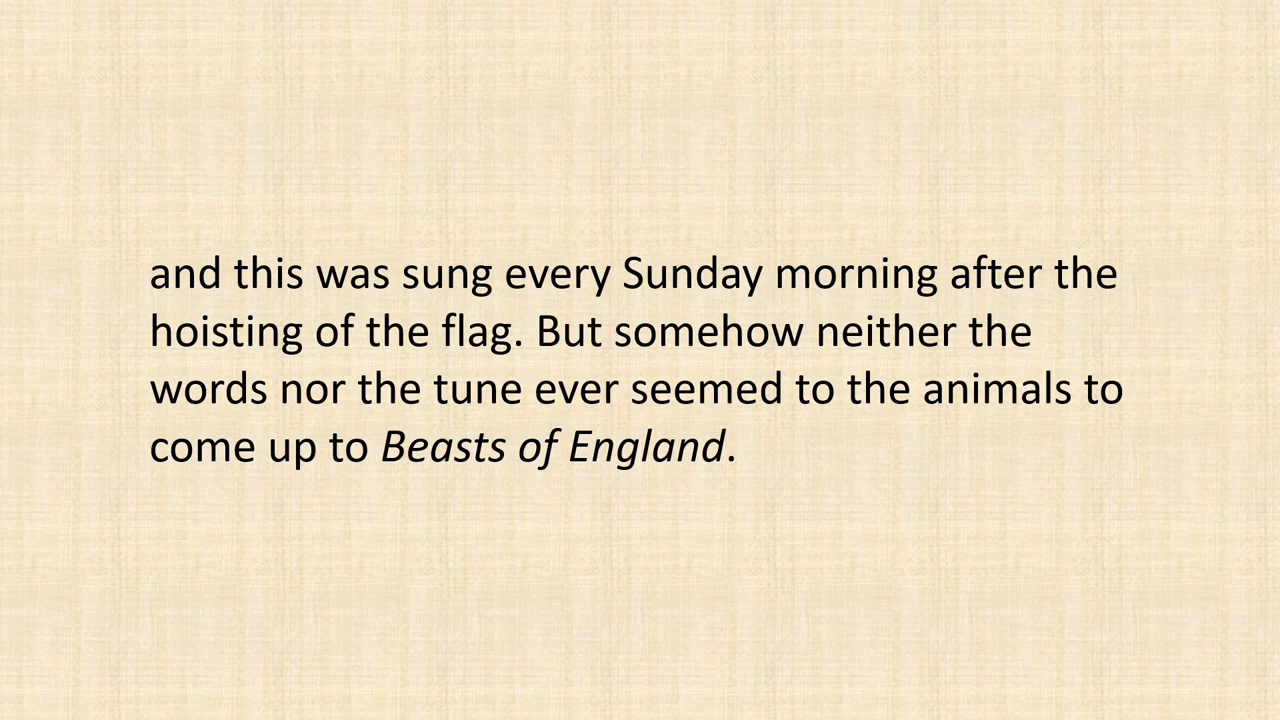 and this was sung every Sunday morning after the
hoisting of the flag. But somehow neither the
words nor the tune ever seemed to the animals to
come up to Beasts of England.